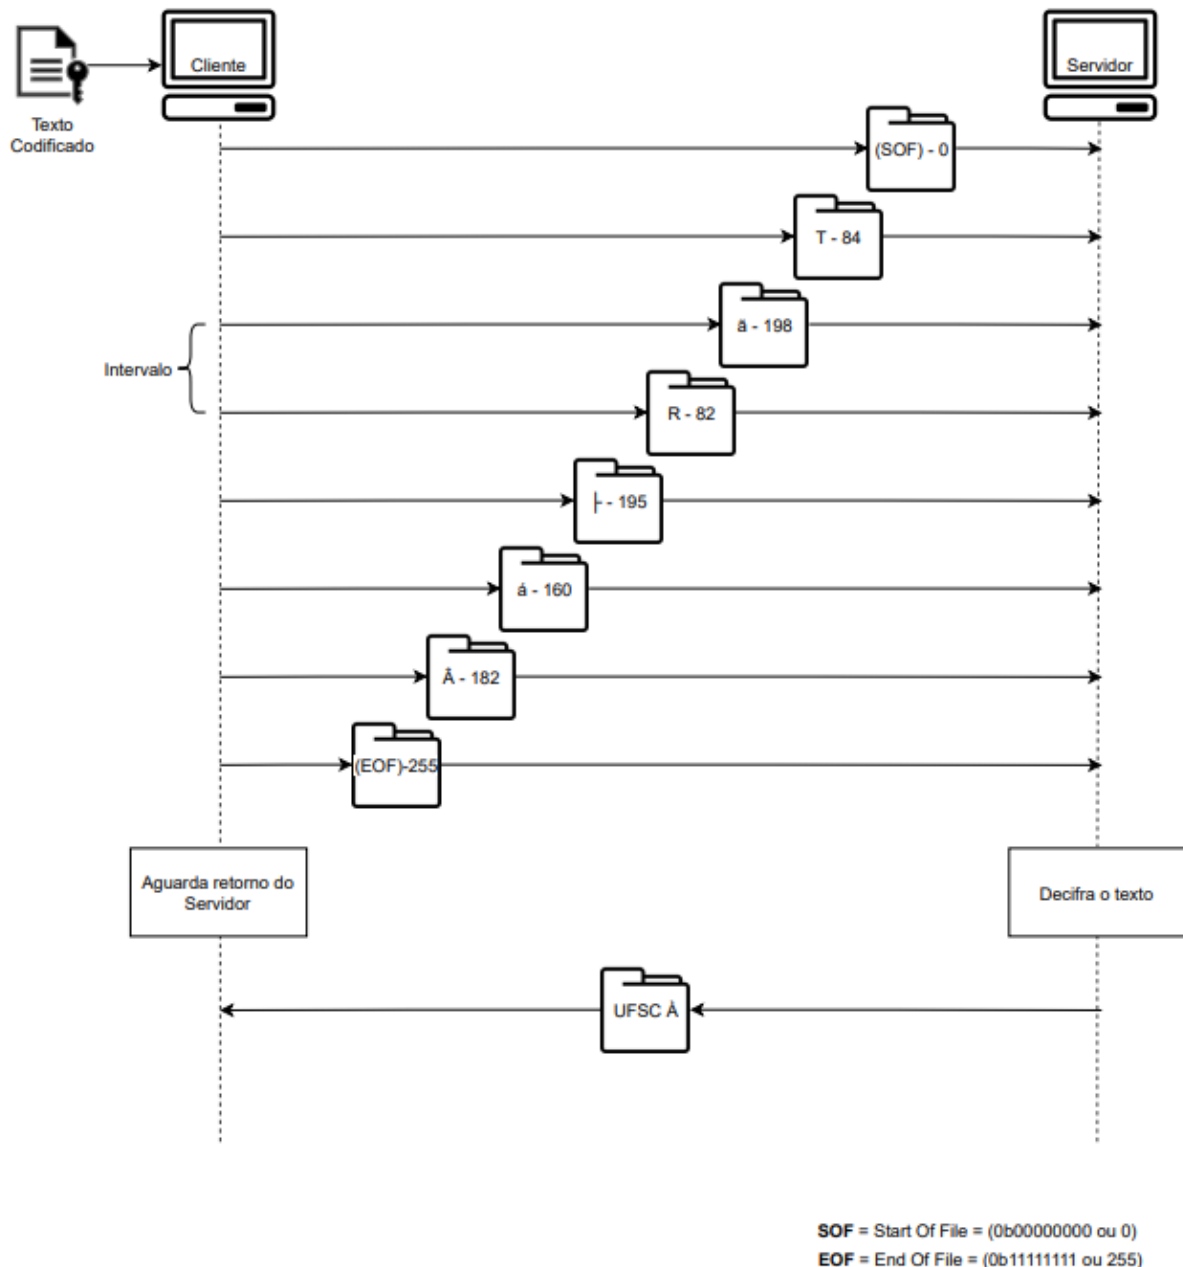 Cliente
Servidor
Texto
Codificado
(SOF) - 0
T - 84
ã - 198
Intervalo
R - 82
├ - 195
á - 160
Â - 182
(EOF)-255
Aguarda retorno do
Servidor
Decifra o texto
UFSC À
SOF = Start Of File = (0b00000000 ou 0)
EOF = End Of File = (0b11111111 ou 255)